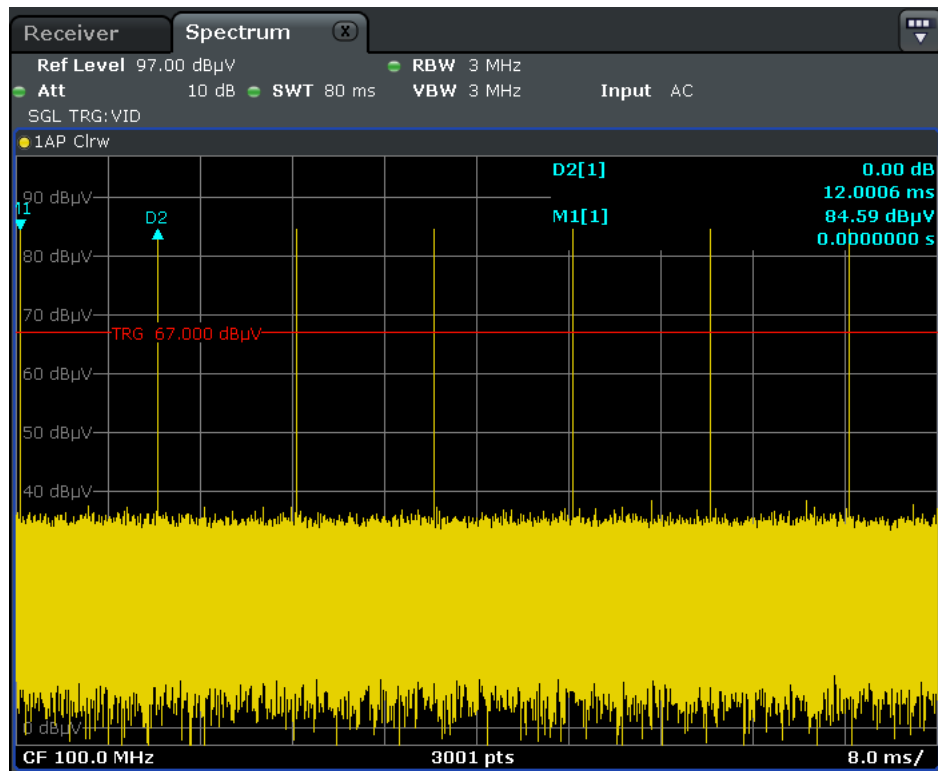 Receiver Spectrum X
Ref Level 97.00 dBµV RBW 3 MHz
Att 10 dB SWT 80 ms VBW 3 MHz Input AC
SGL TRG:VID
1AP Clrw
D2[1] 0.00 dB
12.0006 ms
M1[1] 84.59 dBµV
0.0000000 s
90 dBµV
M1
D2
80 dBµV
70 dBµV
TRG 67.000 dBµV
60 dBµV
50 dBµV
40 dBµV
0 dBµV
CF 100.0 MHz 3001 pts 8.0 ms/